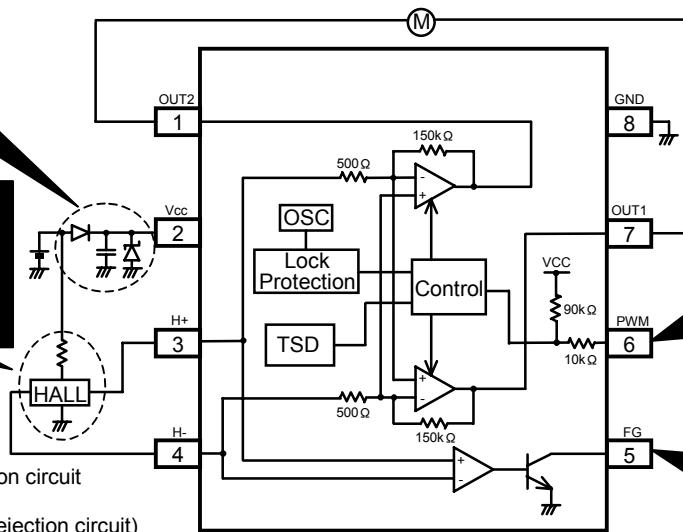 M
OUT2
1
GND
8
150kΩ
500Ω
Vcc
2
OSC
Lock
Protection
Control
OUT1
7
VCC
90kΩ
PWM
6
10kΩ
H+
3
TSD
HALL
500Ω
150kΩ
H-
4
FG
5
on circuit
ejection circuit)
-
+
+
-
+
-